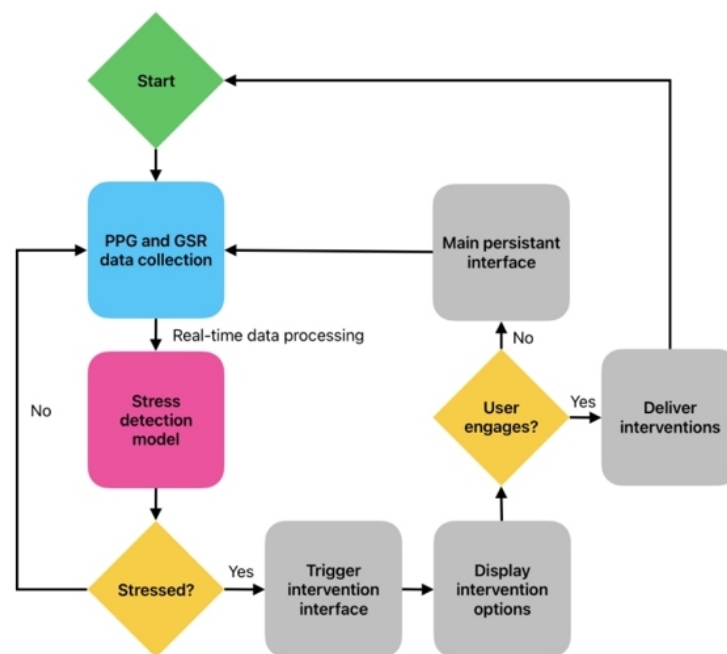 Start
PPG and GSR
data collection
Main persistant
interface
Real-time data processing
No
Stress
detection
model
No
User
engages?
Yes
Deliver
interventions
Stressed?
Yes
Trigger
intervention
interface
Display
intervention
options